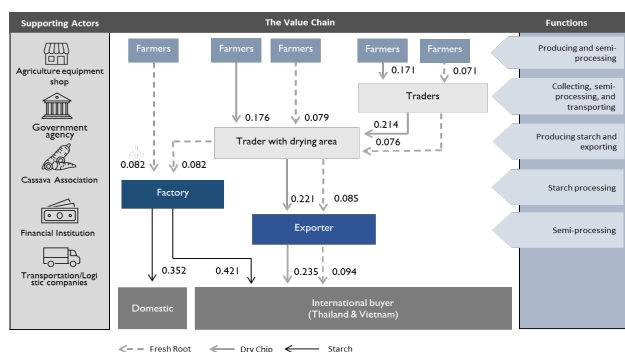 Supporting Actors
The Value Chain
Functions
Agriculture equipment
shop
Government
agency
Cassava Association
Financial Institution
Transportation/Logi
stic companies
Farmers
Farmers
Farmers
Farmers
Farmers
0.171
0.071
Traders
0.176
0.079
0.214
0.076
Trader with drying area
0.082
0.082
Factory
0.221
0.085
Exporter
0.352
0.421
0.235
0.094
Domestic
International buyer
(Thailand & Vietnam)
Producing and semi-
processing
Collecting, semi-
processing, and
transporting
Producing starch and
exporting
Starch processing
Semi-processing
Fresh Root
Dry Chip
Starch